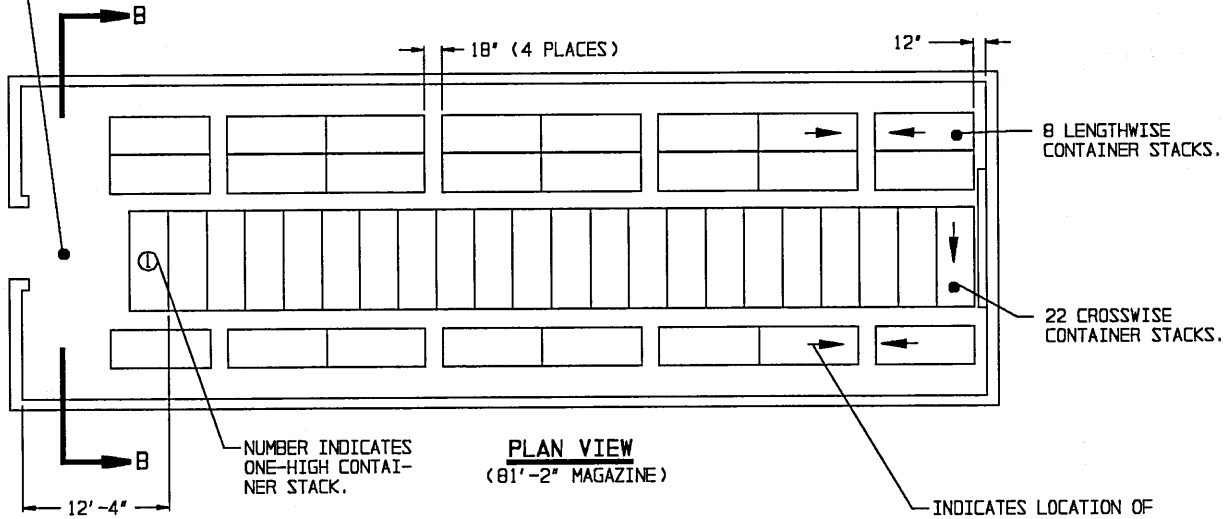 B
18" (4 PLACES)
12"
8 LENGTHWISE
CONTAINER STACKS.
1
22 CROSSWISE
CONTAINER STACKS.
B
NUMBER INDICATES
ONE-HIGH CONTAI-
NER STACK.
PLAN VIEW
(81'-2" MAGAZINE)
12'-4"
INDICATES LOCATION OF